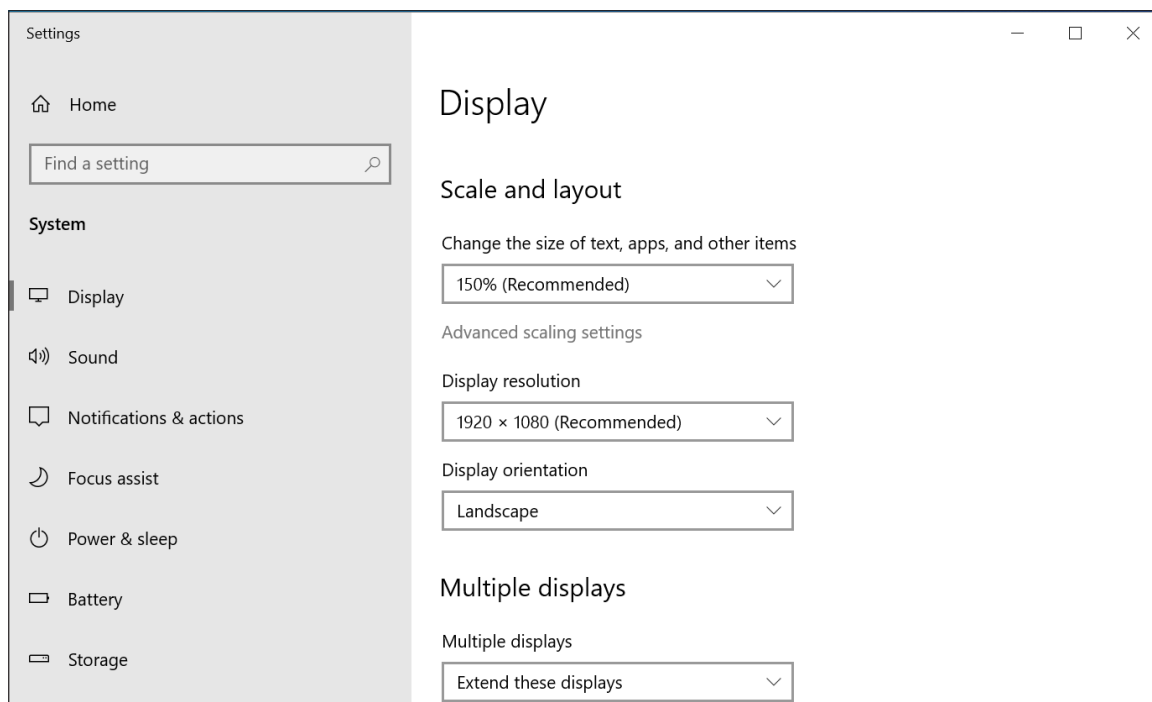 Settings
Home
Find a setting
System
Display
Sound
Notifications & actions
Focus assist
Power & sleep
Battery
Storage
Display
Scale and layout
Change the size of text, apps, and other items
150% (Recommended)
Advanced scaling settings
Display resolution
1920 × 1080 (Recommended)
Display orientation
Landscape
Multiple displays
Multiple displays
Extend these displays